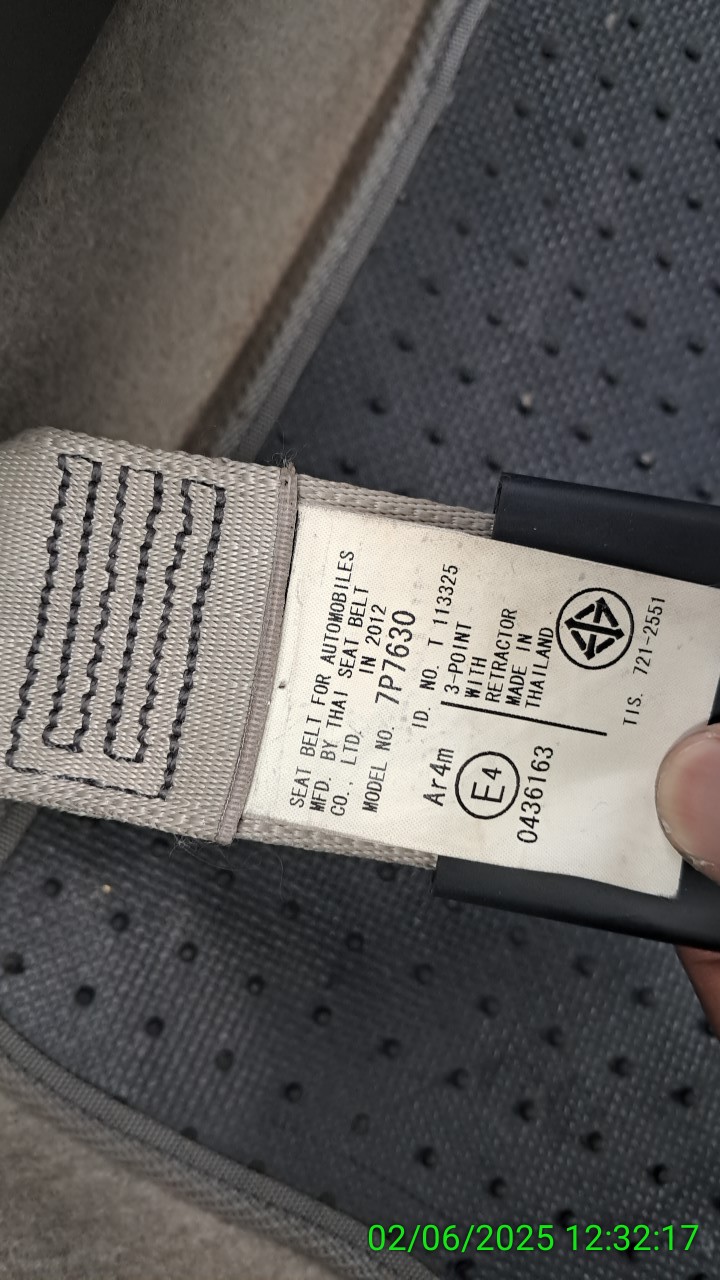 SEAT BELT FOR AUTOMOBILES
MFD. BY THAI SEAT BELT
CO., LTD. IN 2012
MODEL NO. 7P7630
ID. NO. T 113325
Ar4m
E4
0436163
3-POINT
WITH
RETRACTOR
MADE IN
THAILAND
TIS. 721-2551
02/06/2025 12:32:17